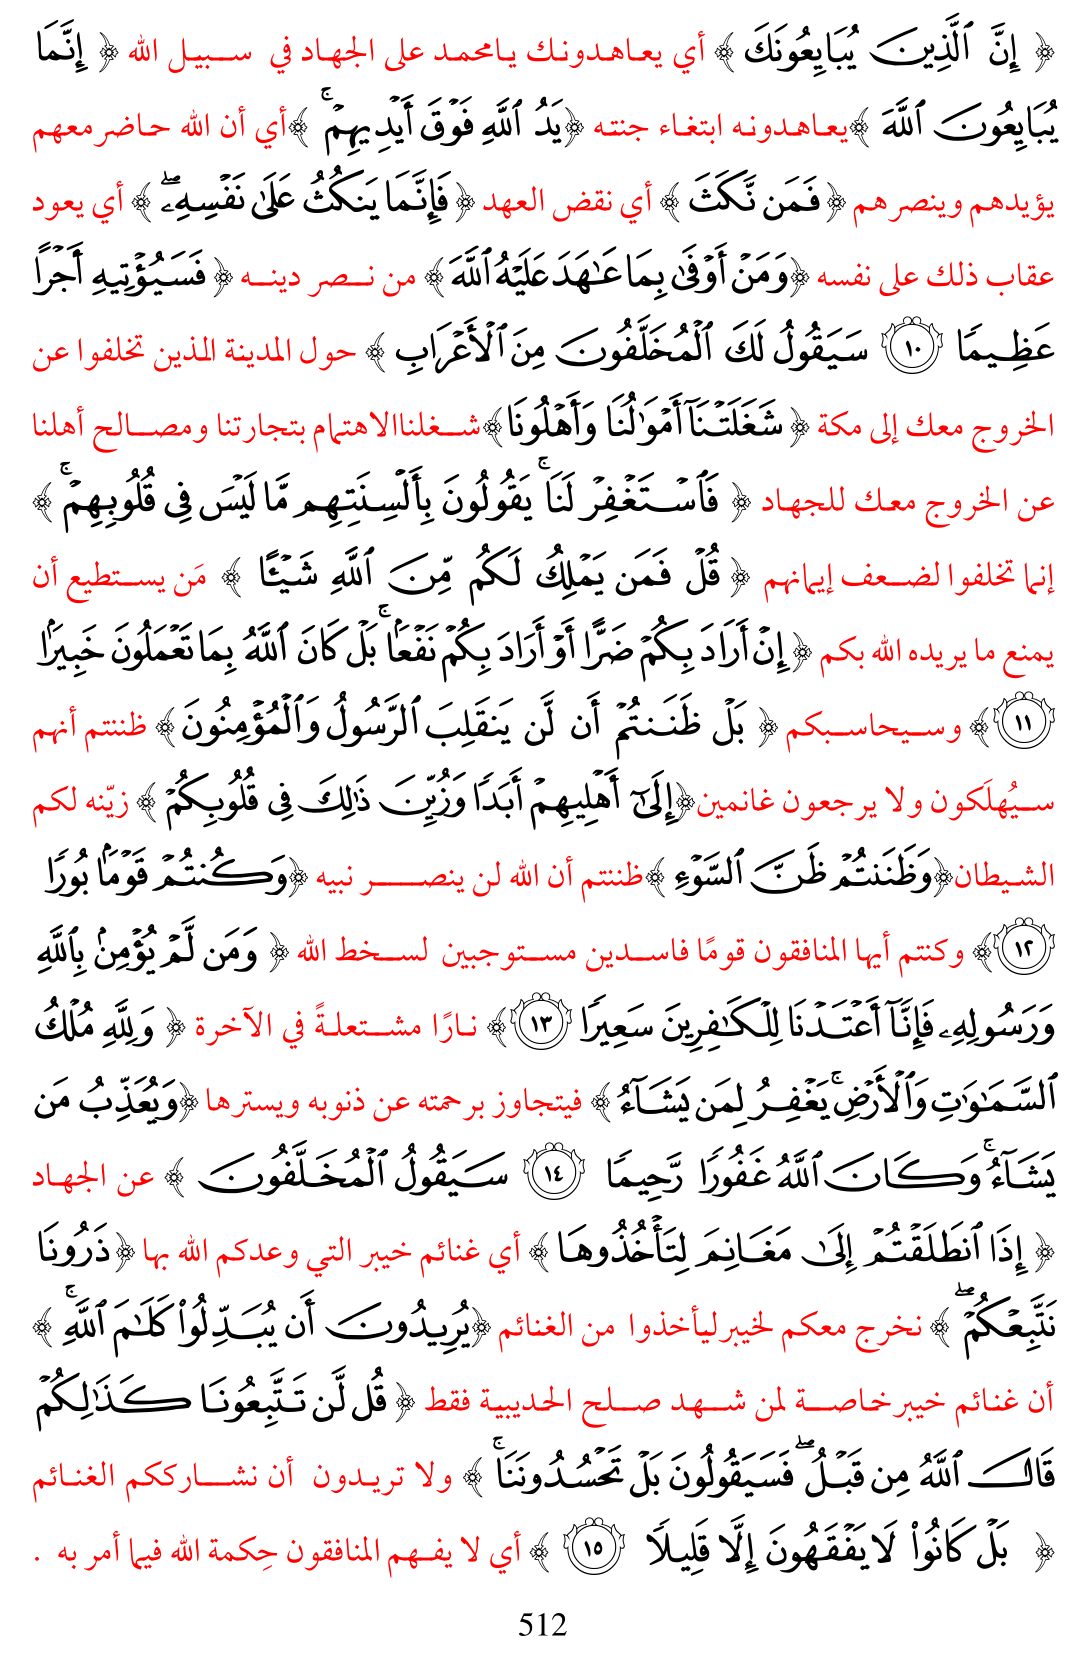 ﴿ إِنَّ ٱلَّذِينَ يُبَايِعُونَكَ ﴾ أي يعاهدونك يامحمد على الجهاد في سبيل الله ﴿ إِنَّمَا
يُبَايِعُونَ ٱللَّهَ ﴾يعاهدونه ابتغاء جنته ﴿يَدُ ٱللَّهِ فَوْقَ أَيْدِيهِمْ ۚ ﴾أي أن الله حاضر معهم
يؤيدهم وينصرهم ﴿ فَمَن نَّكَثَ ﴾ أي نقض العهد ﴿ فَإِنَّمَا يَنكُثُ عَلَىٰ نَفْسِهِۦ ۖ ﴾ أي يعود
عقاب ذلك على نفسه ﴿وَمَنْ أَوْفَىٰ بِمَا عَـٰهَدَ عَلَيْهُ ٱللَّهَ﴾ من نصر دينه ﴿ فَسَيُؤْتِيهِ أَجْرًا
عَظِيمًا ١٠ سَيَقُولُ لَكَ ٱلْمُخَلَّفُونَ مِنَ ٱلْأَعْرَابِ ﴾ حول المدينة المذين تخلفوا عن
الخروج معك إلى مكة ﴿ شَغَلَتْنَآ أَمْوَٰلُنَا وَأَهْلُونَا﴾شغلناالاهتمام بتجارتنا ومصالح أهلنا
عن الخروج معك للجهاد ﴿ فَٱسْتَغْفِرْ لَنَا ۚ يَقُولُونَ بِأَلْسِنَتِهِم مَّا لَيْسَ فِى قُلُوبِهِمْ ۚ ﴾
إنما تخلفوا لضعف إيمانهم ﴿ قُلْ فَمَن يَمْلِكُ لَكُم مِّنَ ٱللَّهِ شَيْـًٔا ﴾ مَن يستطيع أن
يمنع ما يريده الله بكم ﴿ إِنْ أَرَادَ بِكُمْ ضَرًّا أَوْ أَرَادَ بِكُمْ نَفْعًۢا ۚ بَلْ كَانَ ٱللَّهُ بِمَا تَعْمَلُونَ خَبِيرًۢا
١١ ﴾ وسيحاسبكم ﴿ بَلْ ظَنَنتُمْ أَن لَّن يَنقَلِبَ ٱلرَّسُولُ وَٱلْمُؤْمِنُونَ﴾ ظننتم أنهم
سيُهلَكون ولا يرجعون غانمين﴿إِلَىٰٓ أَهْلِيهِمْ أَبَدًا وَزُيِّنَ ذَٰلِكَ فِى قُلُوبِكُمْ ﴾ زيّنه لكم
الشيطان﴿وَظَنَنتُمْ ظَنَّ ٱلسَّوْءِ ﴾ظننتم أن الله لن ينصر نبيه ﴿وَكُنتُمْ قَوْمًۢا بُورًا
١٢ ﴾ وكنتم أيها المنافقون قومًا فاسدين مستوجبين لسخط الله ﴿ وَمَن لَّمْ يُؤْمِنۢ بِٱللَّهِ
وَرَسُولِهِۦ فَإِنَّآ أَعْتَدْنَا لِلْكَـٰفِرِينَ سَعِيرًا ١٣ ﴾ نارًا مشتعلةً في الآخرة ﴿ وَلِلَّهِ مُلْكُ
ٱلسَّمَـٰوَٰتِ وَٱلْأَرْضِ ۚ يَغْفِرُ لِمَن يَشَآءُ ﴾ فيتجاوز برحمته عن ذنوبه ويسترها ﴿وَيُعَذِّبُ مَن
يَشَآءُ ۚ وَكَانَ ٱللَّهُ غَفُورًا رَّحِيمًا ١٤ سَيَقُولُ ٱلْمُخَلَّفُونَ ﴾ عن الجهاد
﴿ إِذَا ٱنطَلَقْتُمْ إِلَىٰ مَغَانِمَ لِتَأْخُذُوهَا ﴾ أي غنائم خيبر التي وعدكم الله بها ﴿ذَرُونَا
نَتَّبِعْكُمْ ۖ ﴾ نخرج معكم لخيبرليأخذوا من الغنائم ﴿يُرِيدُونَ أَن يُبَدِّلُوا۟ كَلَـٰمَ ٱللَّهِ ۚ ﴾
أن غنائم خيبرخاصة لمن شهد صلح الحديبية فقط ﴿ قُل لَّن تَتَّبِعُونَا كَذَٰلِكُمْ
قَالَ ٱللَّهُ مِن قَبْلُ ۖ فَسَيَقُولُونَ بَلْ تَحْسُدُونَنَا ۚ ﴾ ولا تريدون أن نشارككم الغنائم
﴿ بَلْ كَانُوا۟ لَا يَفْقَهُونَ إِلَّا قَلِيلًا ١٥ ﴾ أي لا يفهم المنافقون حِكمة الله فيما أمر به .
512